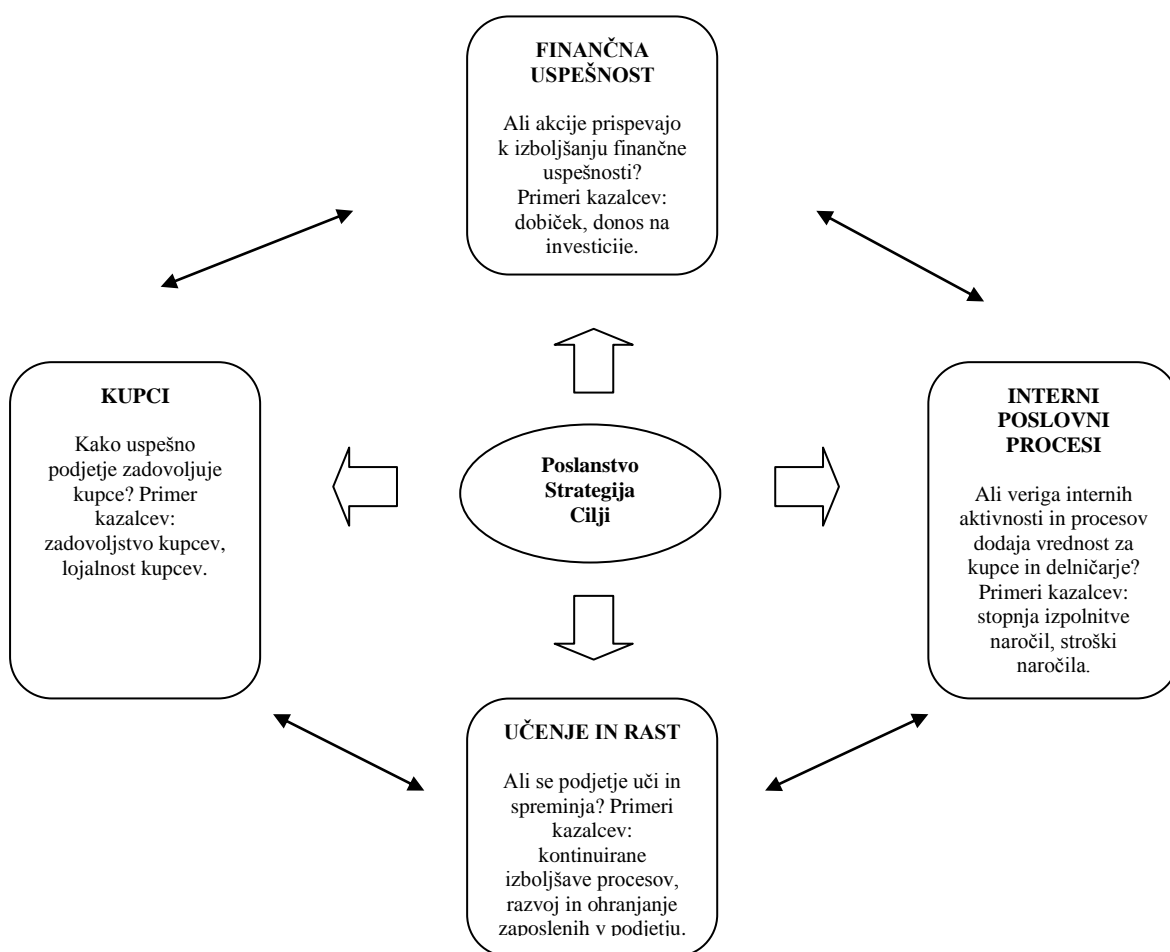 FINANČNA
USPEŠNOST
Ali akcije prispevajo
k izboljšanju finančne
uspešnosti?
Primeri kazalcev:
dobiček, donos na
investicije.
KUPCI
Kako uspešno
podjetje zadovoljuje
kupce? Primer
kazalcev:
zadovoljstvo kupcev,
lojalnost kupcev.
Poslanstvo
Strategija
Cilji
INTERNI
POSLOVNI
PROCESI
Ali veriga internih
aktivnosti in procesov
dodaja vrednost za
kupce in delničarje?
Primeri kazalcev:
stopnja izpolnitve
naročil, stroški
naročila.
UČENJE IN RAST
Ali se podjetje uči in
spreminja? Primeri
kazalcev:
kontinuirane
izboljšave procesov,
razvoj in ohranjanje
zaposlenih v podjetju.